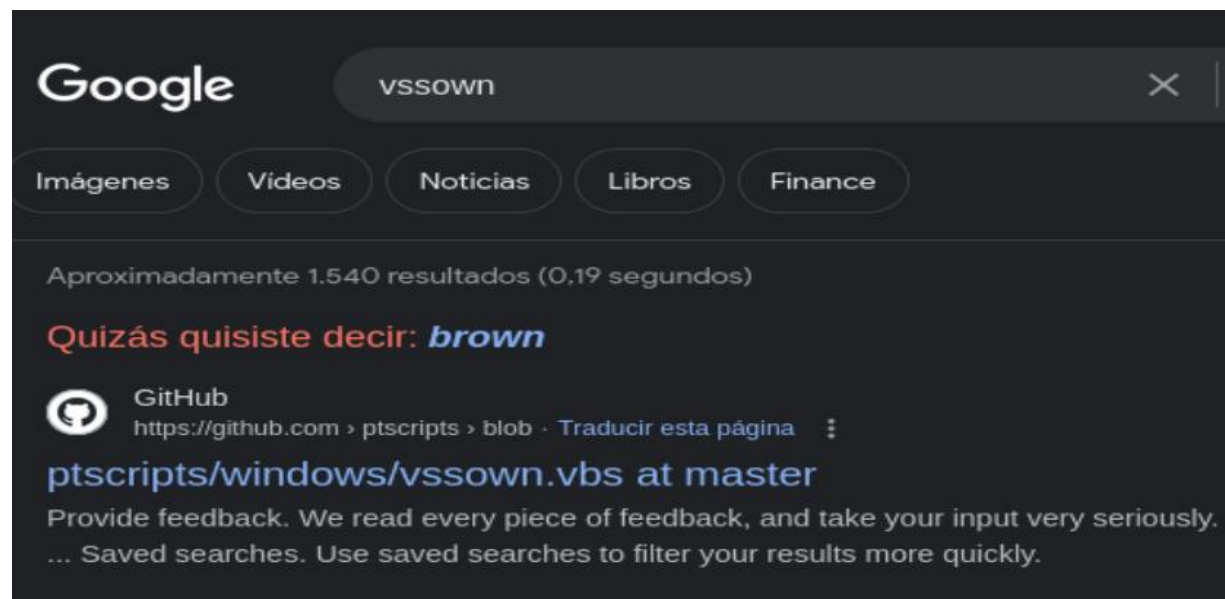 Google
vssown
Imágenes Vídeos Noticias Libros Finance
Aproximadamente 1.540 resultados (0,19 segundos)
Quizás quisiste decir: brown
GitHub
https://github.com › ptscripts › blob · Traducir esta página
ptscripts/windows/vssown.vbs at master
Provide feedback. We read every piece of feedback, and take your input very seriously.
... Saved searches. Use saved searches to filter your results more quickly.